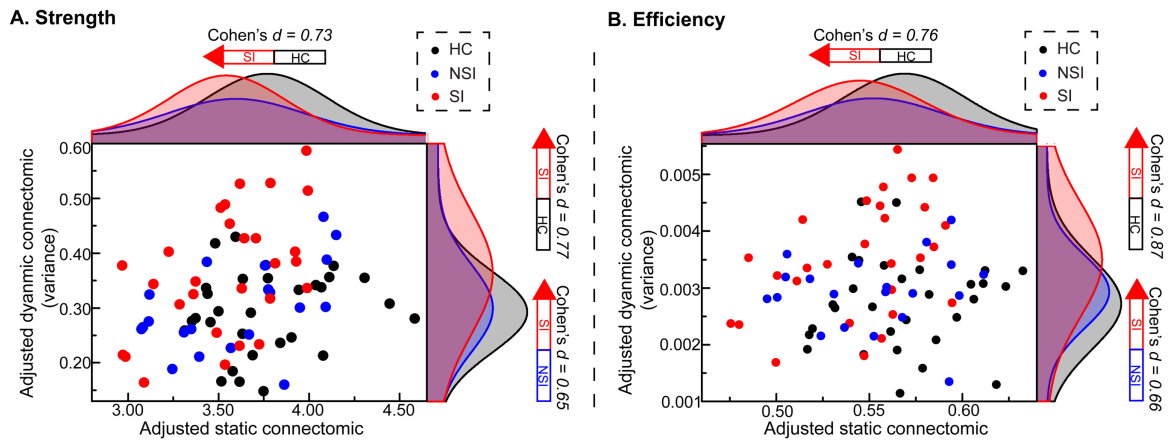 A. Strength
Cohen's d = 0.73
SI HC
HC
NSI
SI
0.60
0.50
0.40
0.30
0.20
Adjusted dyanmic connectomic
(variance)
3.00 3.50 4.00 4.50
Adjusted static connectomic
Cohen's d = 0.77
SI HC
Cohen's d = 0.65
SI NSI
B. Efficiency
Cohen's d = 0.76
SI HC
HC
NSI
SI
0.005
0.004
0.003
0.002
0.001
Adjusted dyanmic connectomic
(variance)
0.50 0.55 0.60
Adjusted static connectomic
Cohen's d = 0.87
SI HC
Cohen's d = 0.66
SI NSI